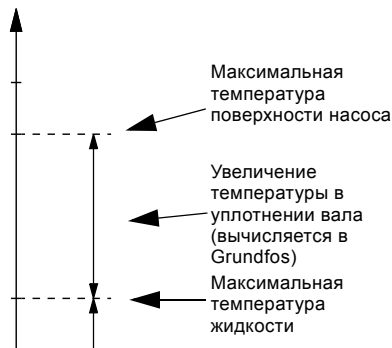 Максимальная
температура
поверхности насоса
Увеличение
температуры в
уплотнении вала
(вычисляется в
Grundfos)
Максимальная
температура
жидкости